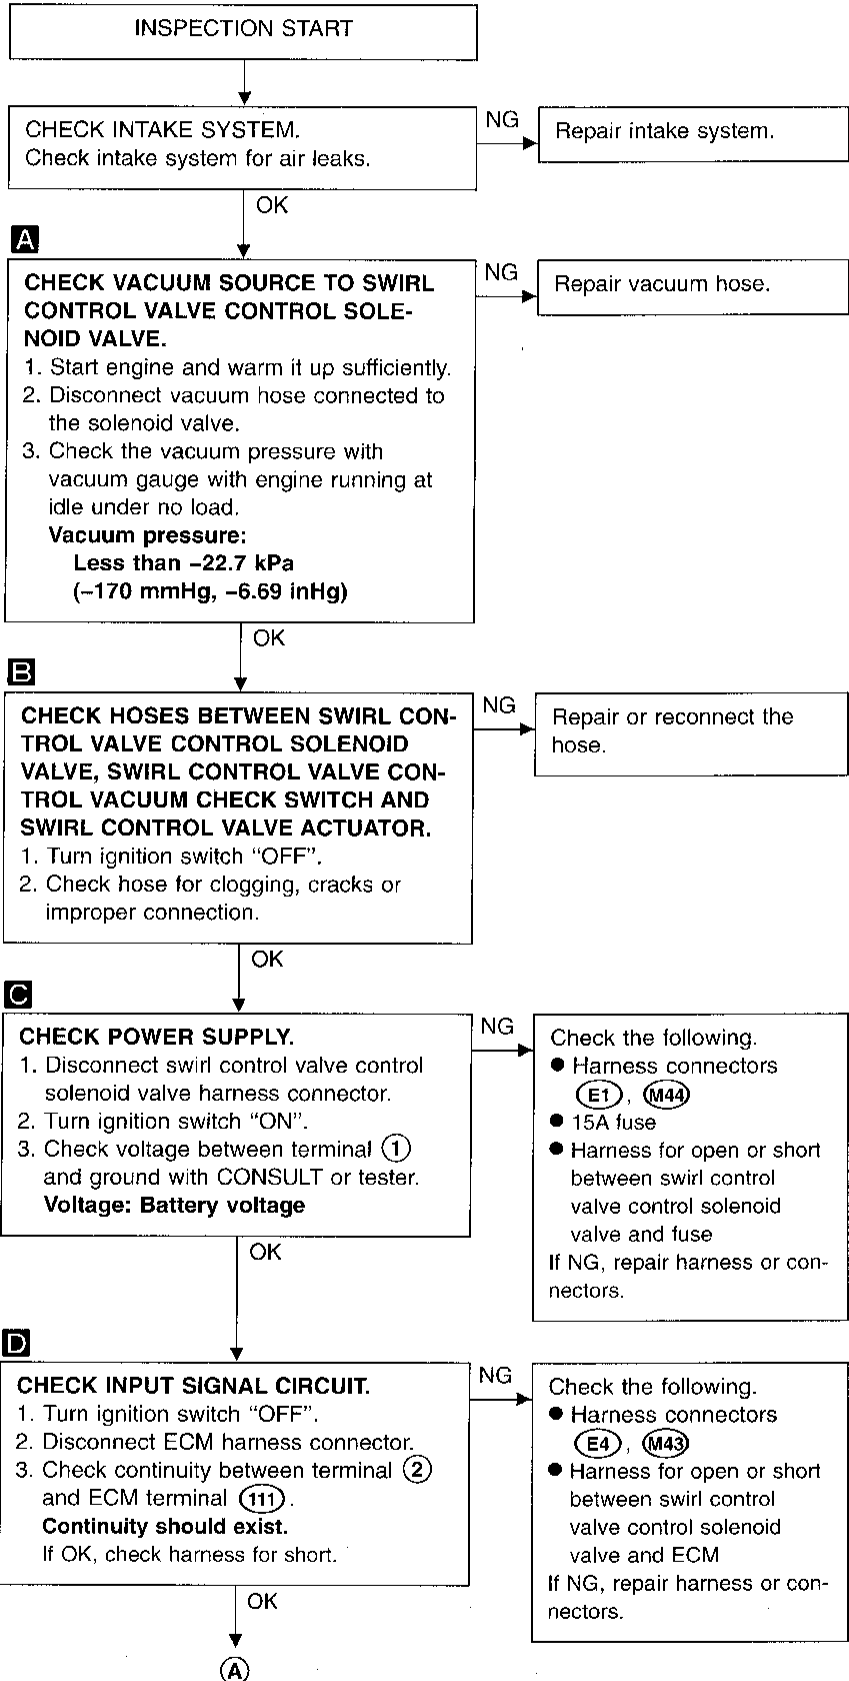 INSPECTION START
CHECK INTAKE SYSTEM.
Check intake system for air leaks.
NG
Repair intake system.
OK
A
CHECK VACUUM SOURCE TO SWIRL
CONTROL VALVE CONTROL SOLE-
NOID VALVE.
1. Start engine and warm it up sufficiently.
2. Disconnect vacuum hose connected to
the solenoid valve.
3. Check the vacuum pressure with
vacuum gauge with engine running at
idle under no load.
Vacuum pressure:
Less than –22.7 kPa
(–170 mmHg, –6.69 inHg)
NG
Repair vacuum hose.
OK
B
CHECK HOSES BETWEEN SWIRL CON-
TROL VALVE CONTROL SOLENOID
VALVE, SWIRL CONTROL VALVE CON-
TROL VACUUM CHECK SWITCH AND
SWIRL CONTROL VALVE ACTUATOR.
1. Turn ignition switch “OFF”.
2. Check hose for clogging, cracks or
improper connection.
NG
Repair or reconnect the
hose.
OK
C
CHECK POWER SUPPLY.
1. Disconnect swirl control valve control
solenoid valve harness connector.
2. Turn ignition switch “ON”.
3. Check voltage between terminal ①
and ground with CONSULT or tester.
Voltage: Battery voltage
NG
Check the following.
● Harness connectors
E1, M44
● 15A fuse
● Harness for open or short
between swirl control
valve control solenoid
valve and fuse
If NG, repair harness or con-
nectors.
OK
D
CHECK INPUT SIGNAL CIRCUIT.
1. Turn ignition switch “OFF”.
2. Disconnect ECM harness connector.
3. Check continuity between terminal ②
and ECM terminal 111.
Continuity should exist.
If OK, check harness for short.
NG
Check the following.
● Harness connectors
E4, M43
● Harness for open or short
between swirl control
valve control solenoid
valve and ECM
If NG, repair harness or con-
nectors.
OK
Ⓐ